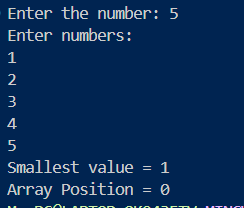 Enter the number: 5
Enter numbers:
1
2
3
4
5
Smallest value = 1
Array Position = 0